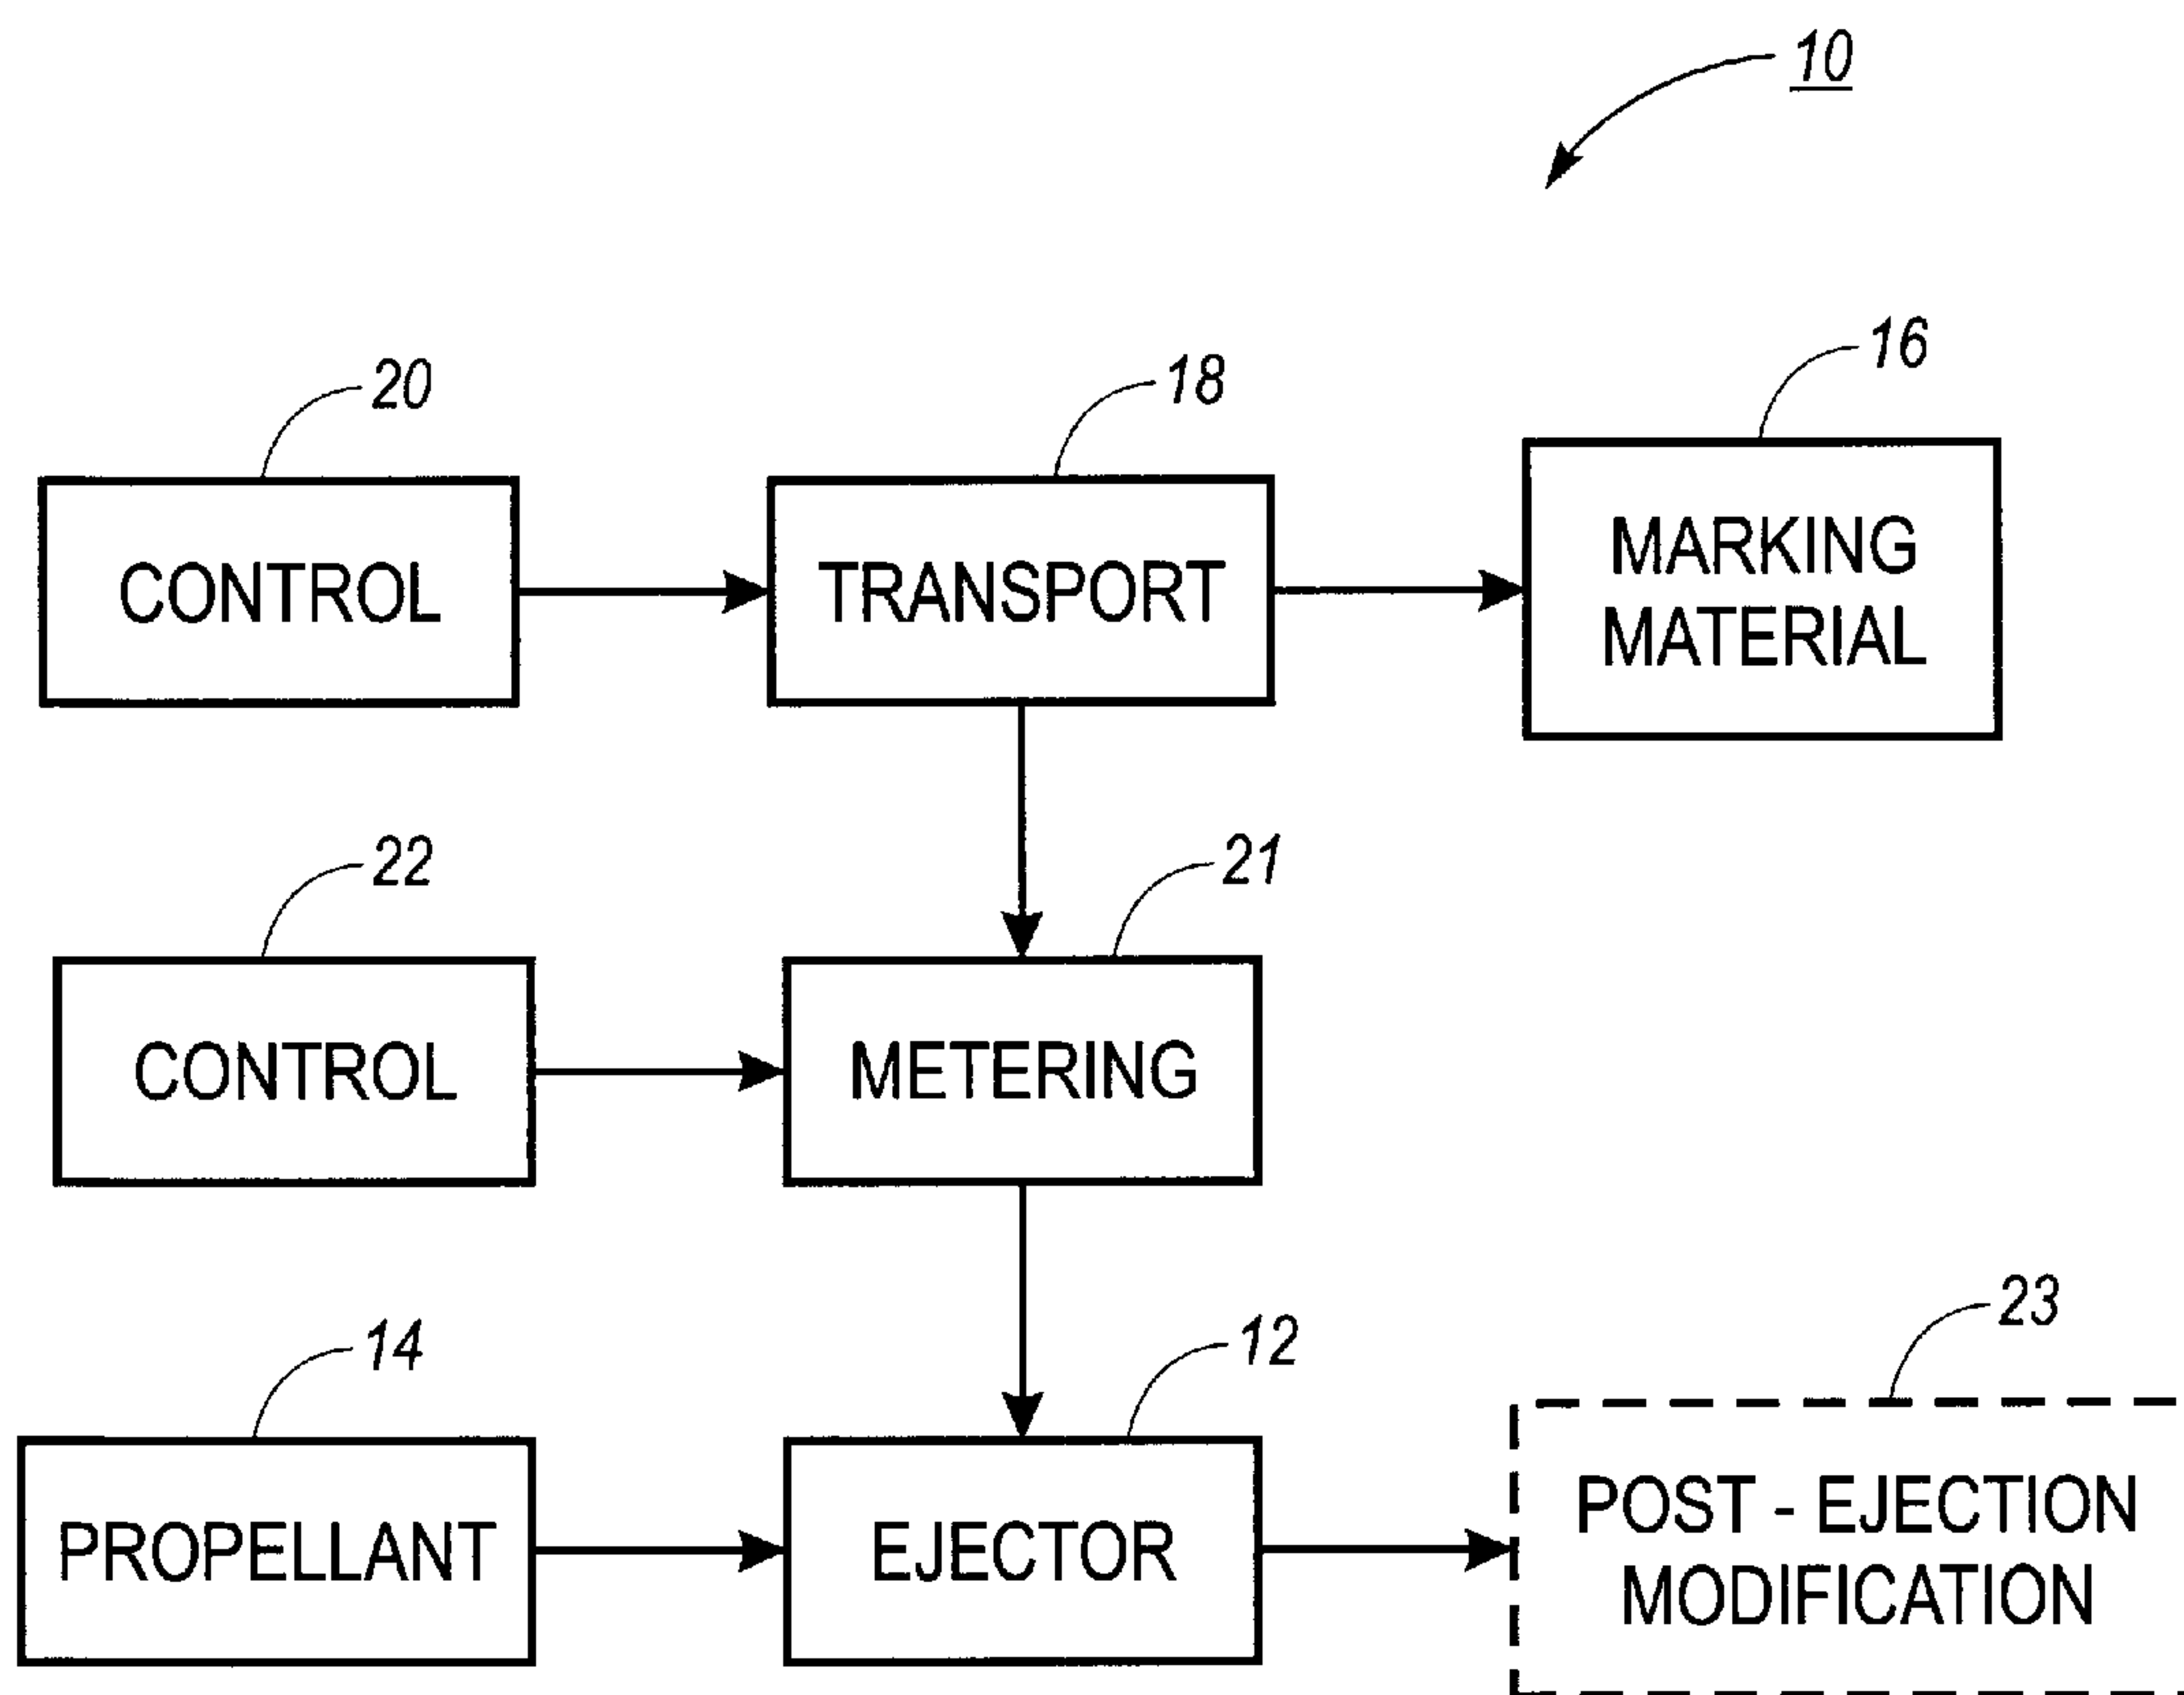 10
20
18
16
CONTROL
TRANSPORT
MARKING
MATERIAL
22
21
CONTROL
METERING
14
12
23
PROPELLANT
EJECTOR
POST - EJECTION
MODIFICATION